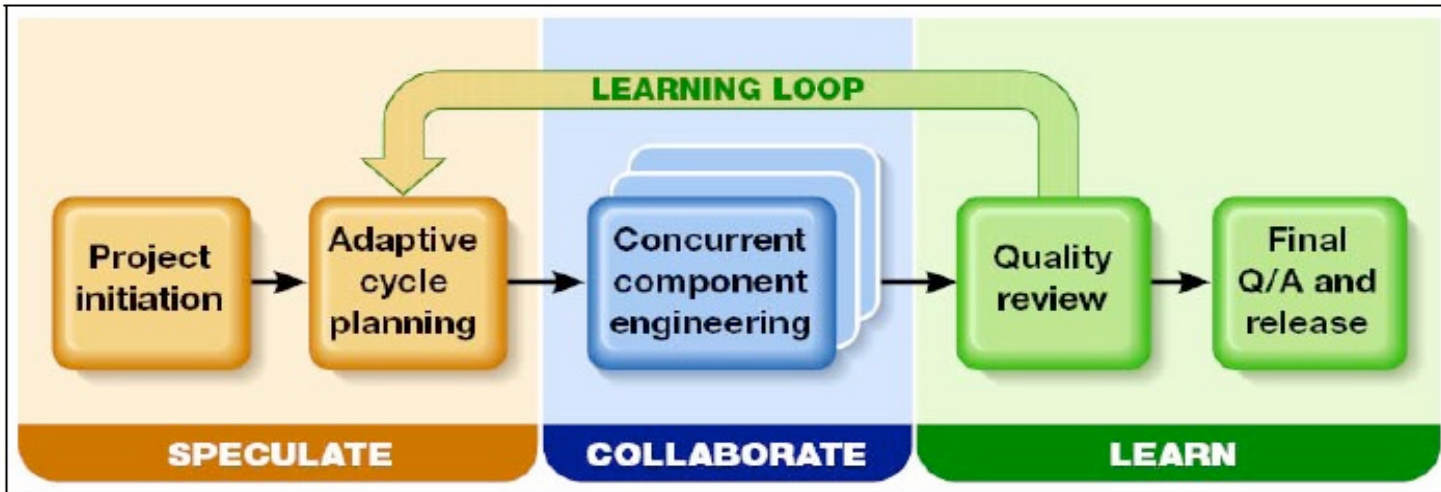 LEARNING LOOP
Project
initiation
Adaptive
cycle
planning
Concurrent
component
engineering
Quality
review
Final
Q/A and
release
SPECULATE
COLLABORATE
LEARN